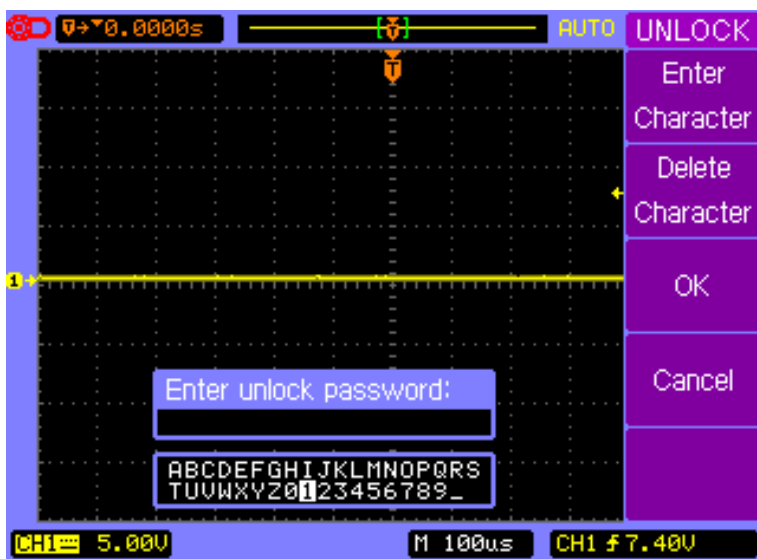 0.0000s
T
AUTO
UNLOCK
T
Enter
Character
Delete
Character
1
OK
Cancel
Enter unlock password:
ABCDEFGHIJKLMNOPQRS
TUVWXYZ0123456789_
CH1 5.00V
M 100us
CH1 7.40V